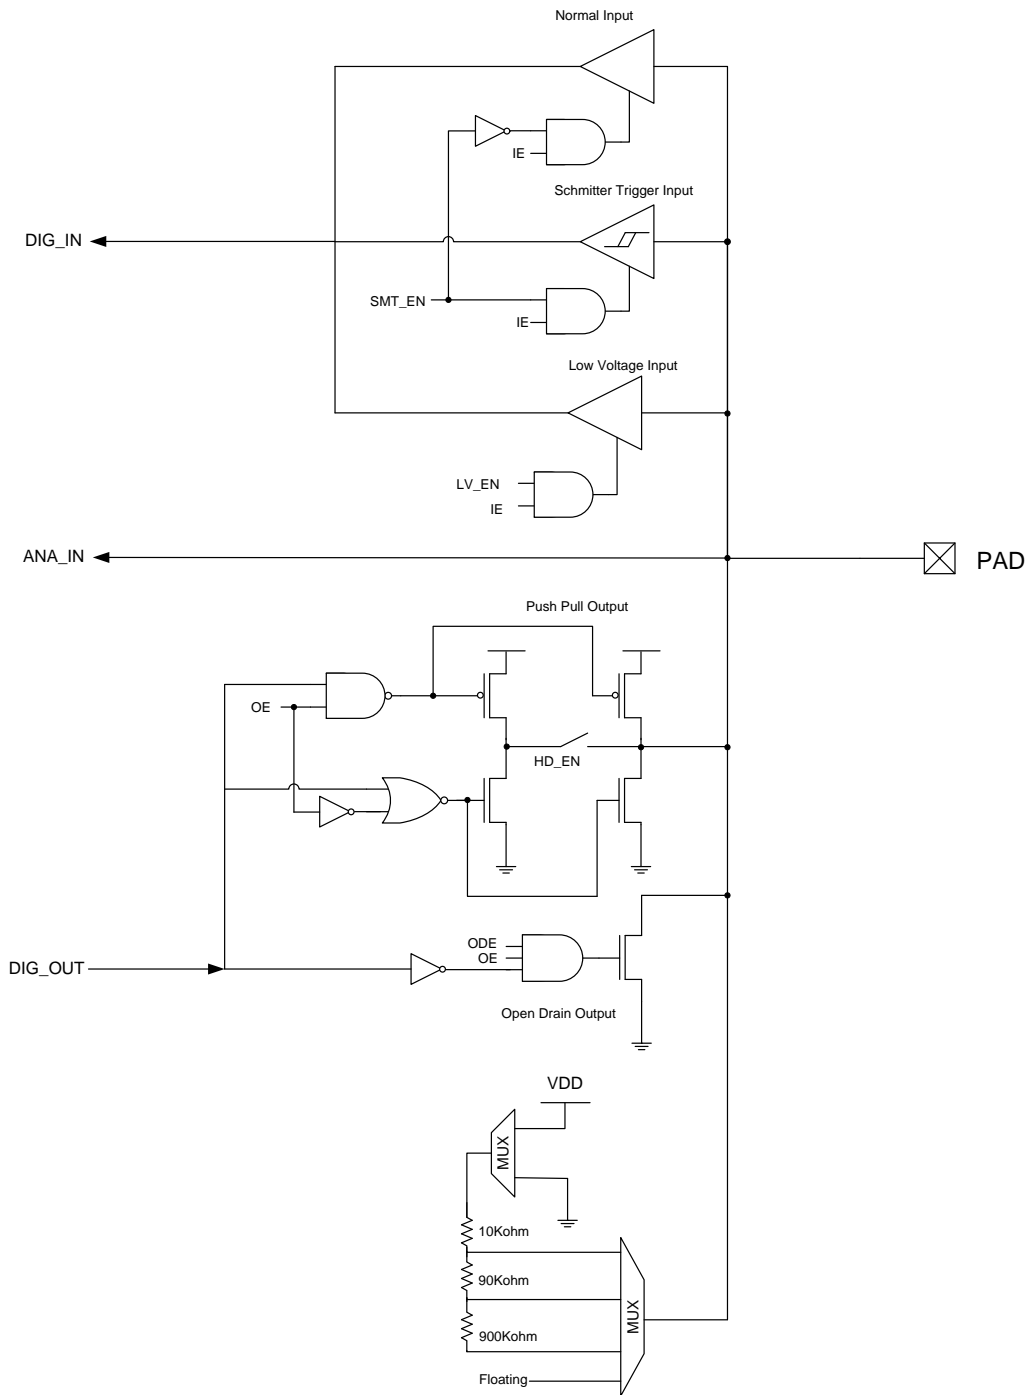 Normal Input
IE
Schmitter Trigger Input
DIG_IN
SMT_EN
IE
Low Voltage Input
LV_EN
IE
ANA_IN
PAD
Push Pull Output
OE
HD_EN
ODE
OE
DIG_OUT
Open Drain Output
VDD
MUX
10Kohm
90Kohm
MUX
900Kohm
Floating